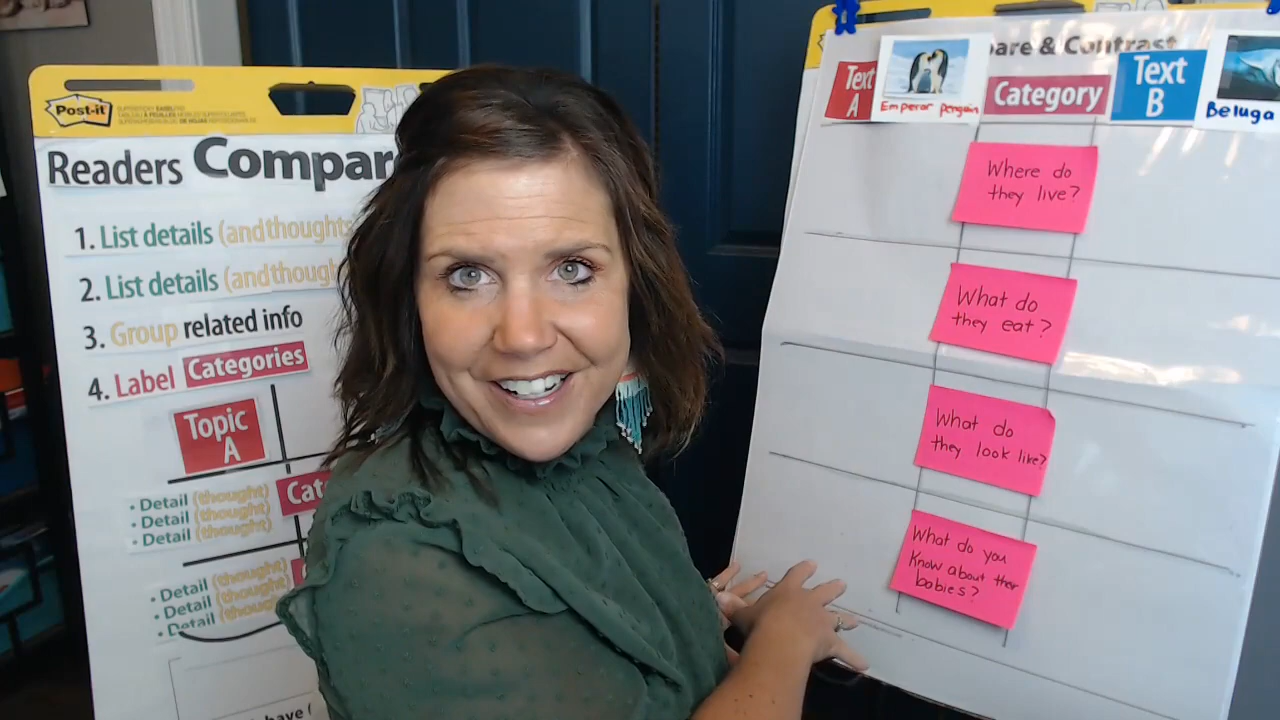 Post-it
Readers Compar
1. List details (and thoughts
2. List details (and though
3. Group related info
4. Label Categories
Topic
A
• Detail (thought)
• Detail (thought)
• Detail (thought)
Cat
• Detail (thought)
• Detail (thought)
• Detail (thought)
have (
are & Contrast
Text
A
Emperor penguin
Category
Text
B
Beluga
Where do
they live?
What do
they eat?
What do
they look like?
What do you
Know about their
babies?